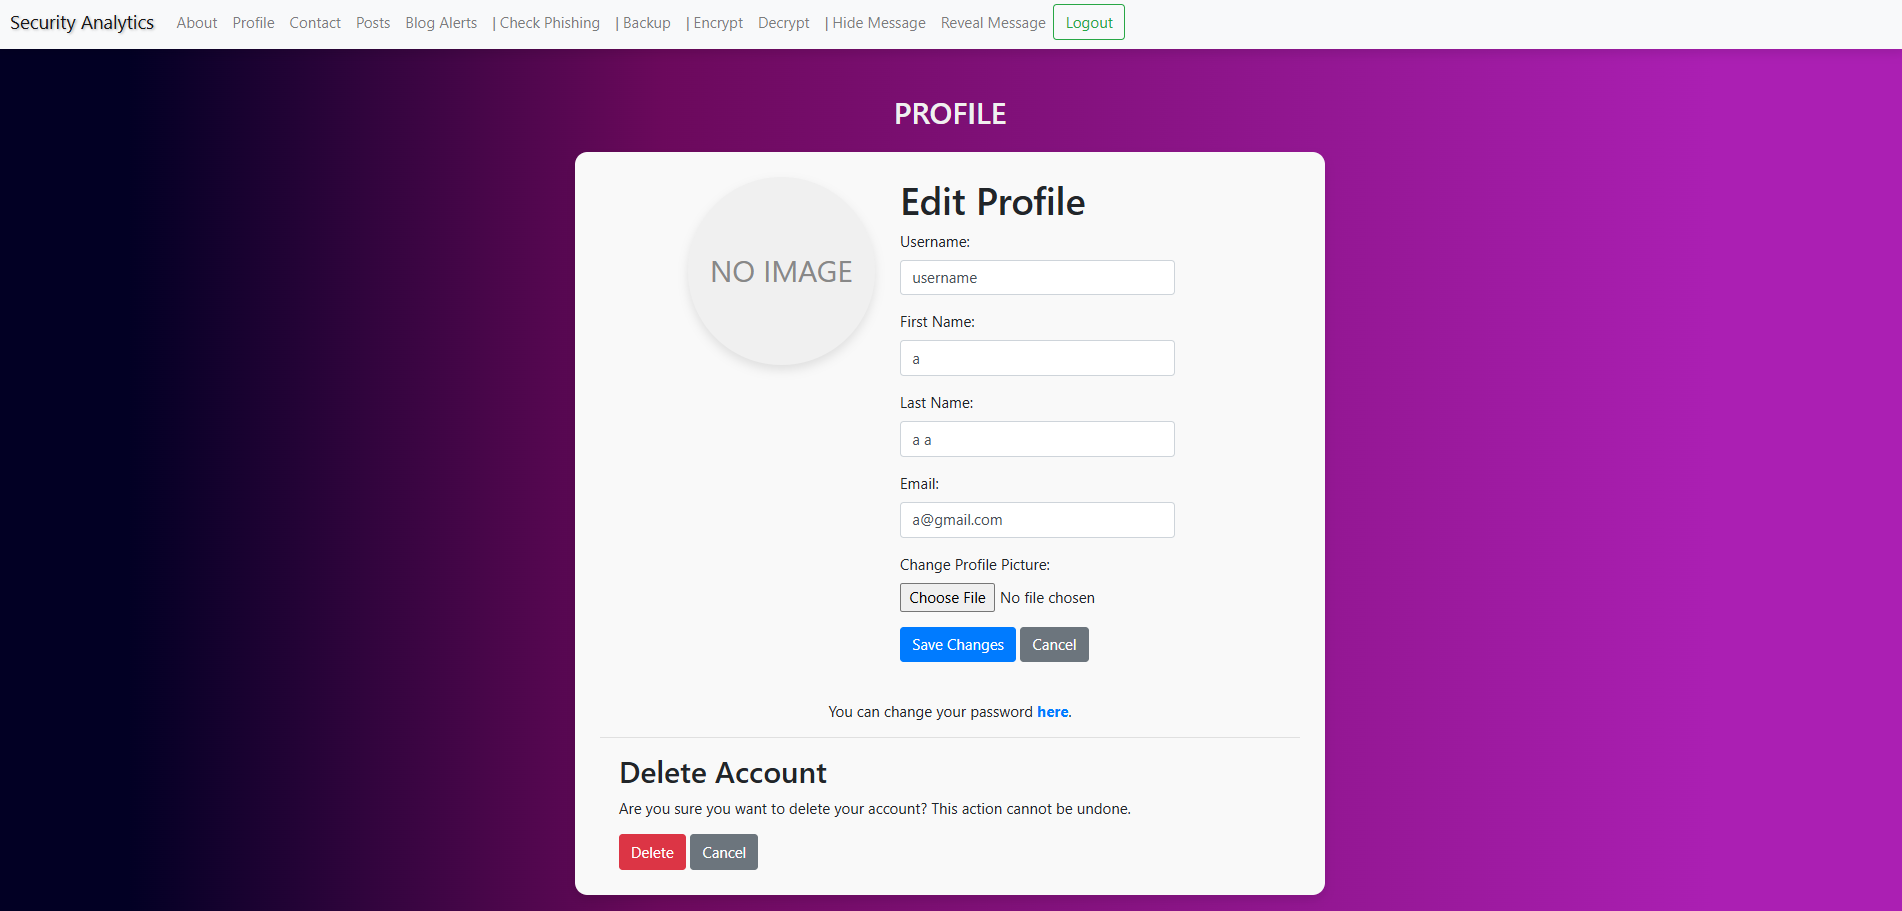 Security Analytics About Profile Contact Posts Blog Alerts | Check Phishing | Backup | Encrypt Decrypt | Hide Message Reveal Message Logout
PROFILE
NO IMAGE
Edit Profile
Username:
username
First Name:
a
Last Name:
a a
Email:
a@gmail.com
Change Profile Picture:
Choose File No file chosen
Save Changes Cancel
You can change your password here.
Delete Account
Are you sure you want to delete your account? This action cannot be undone.
Delete Cancel